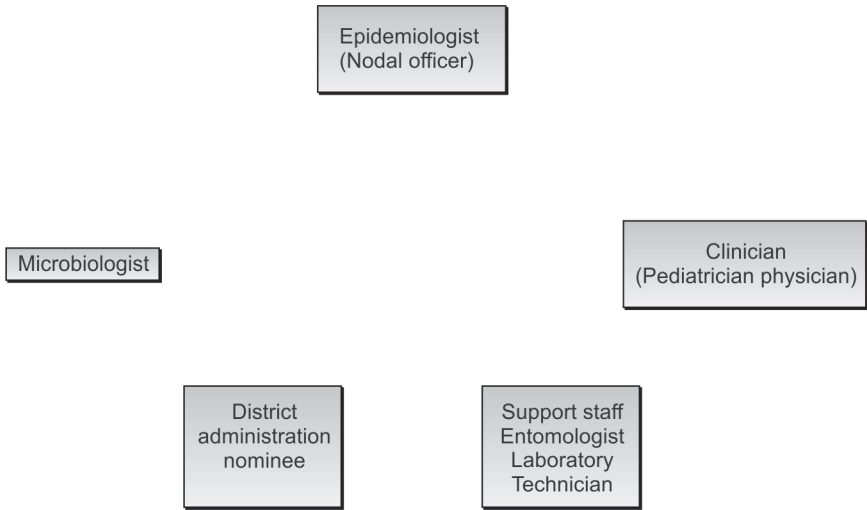 Epidemiologist
(Nodal officer)
Microbiologist
Clinician
(Pediatrician physician)
District
administration
nominee
Support staff
Entomologist
Laboratory
Technician